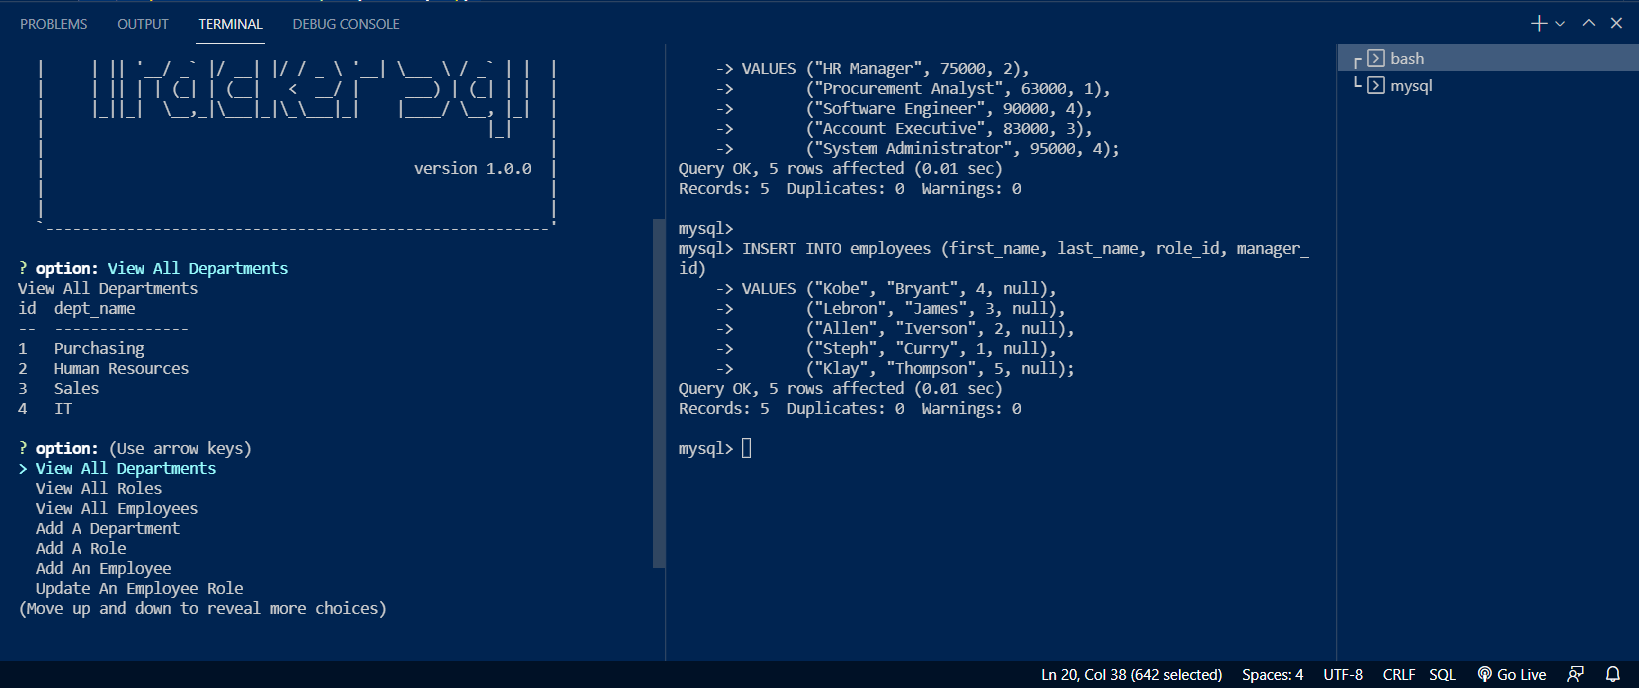 PROBLEMS OUTPUT TERMINAL DEBUG CONSOLE
version 1.0.0
? option: View All Departments
View All Departments
id  dept_name
--  ---------------
1   Purchasing
2   Human Resources
3   Sales
4   IT
? option: (Use arrow keys)
> View All Departments
View All Roles
View All Employees
Add A Department
Add A Role
Add An Employee
Update An Employee Role
(Move up and down to reveal more choices)
-> VALUES ("HR Manager", 75000, 2),
->        ("Procurement Analyst", 63000, 1),
->        ("Software Engineer", 90000, 4),
->        ("Account Executive", 83000, 3),
->        ("System Administrator", 95000, 4);
Query OK, 5 rows affected (0.01 sec)
Records: 5  Duplicates: 0  Warnings: 0
mysql>
mysql> INSERT INTO employees (first_name, last_name, role_id, manager_
id)
-> VALUES ("Kobe", "Bryant", 4, null),
->        ("Lebron", "James", 3, null),
->        ("Allen", "Iverson", 2, null),
->        ("Steph", "Curry", 1, null),
->        ("Klay", "Thompson", 5, null);
Query OK, 5 rows affected (0.01 sec)
Records: 5  Duplicates: 0  Warnings: 0
mysql>
bash
mysql
Ln 20, Col 38 (642 selected) Spaces: 4 UTF-8 CRLF SQL Go Live